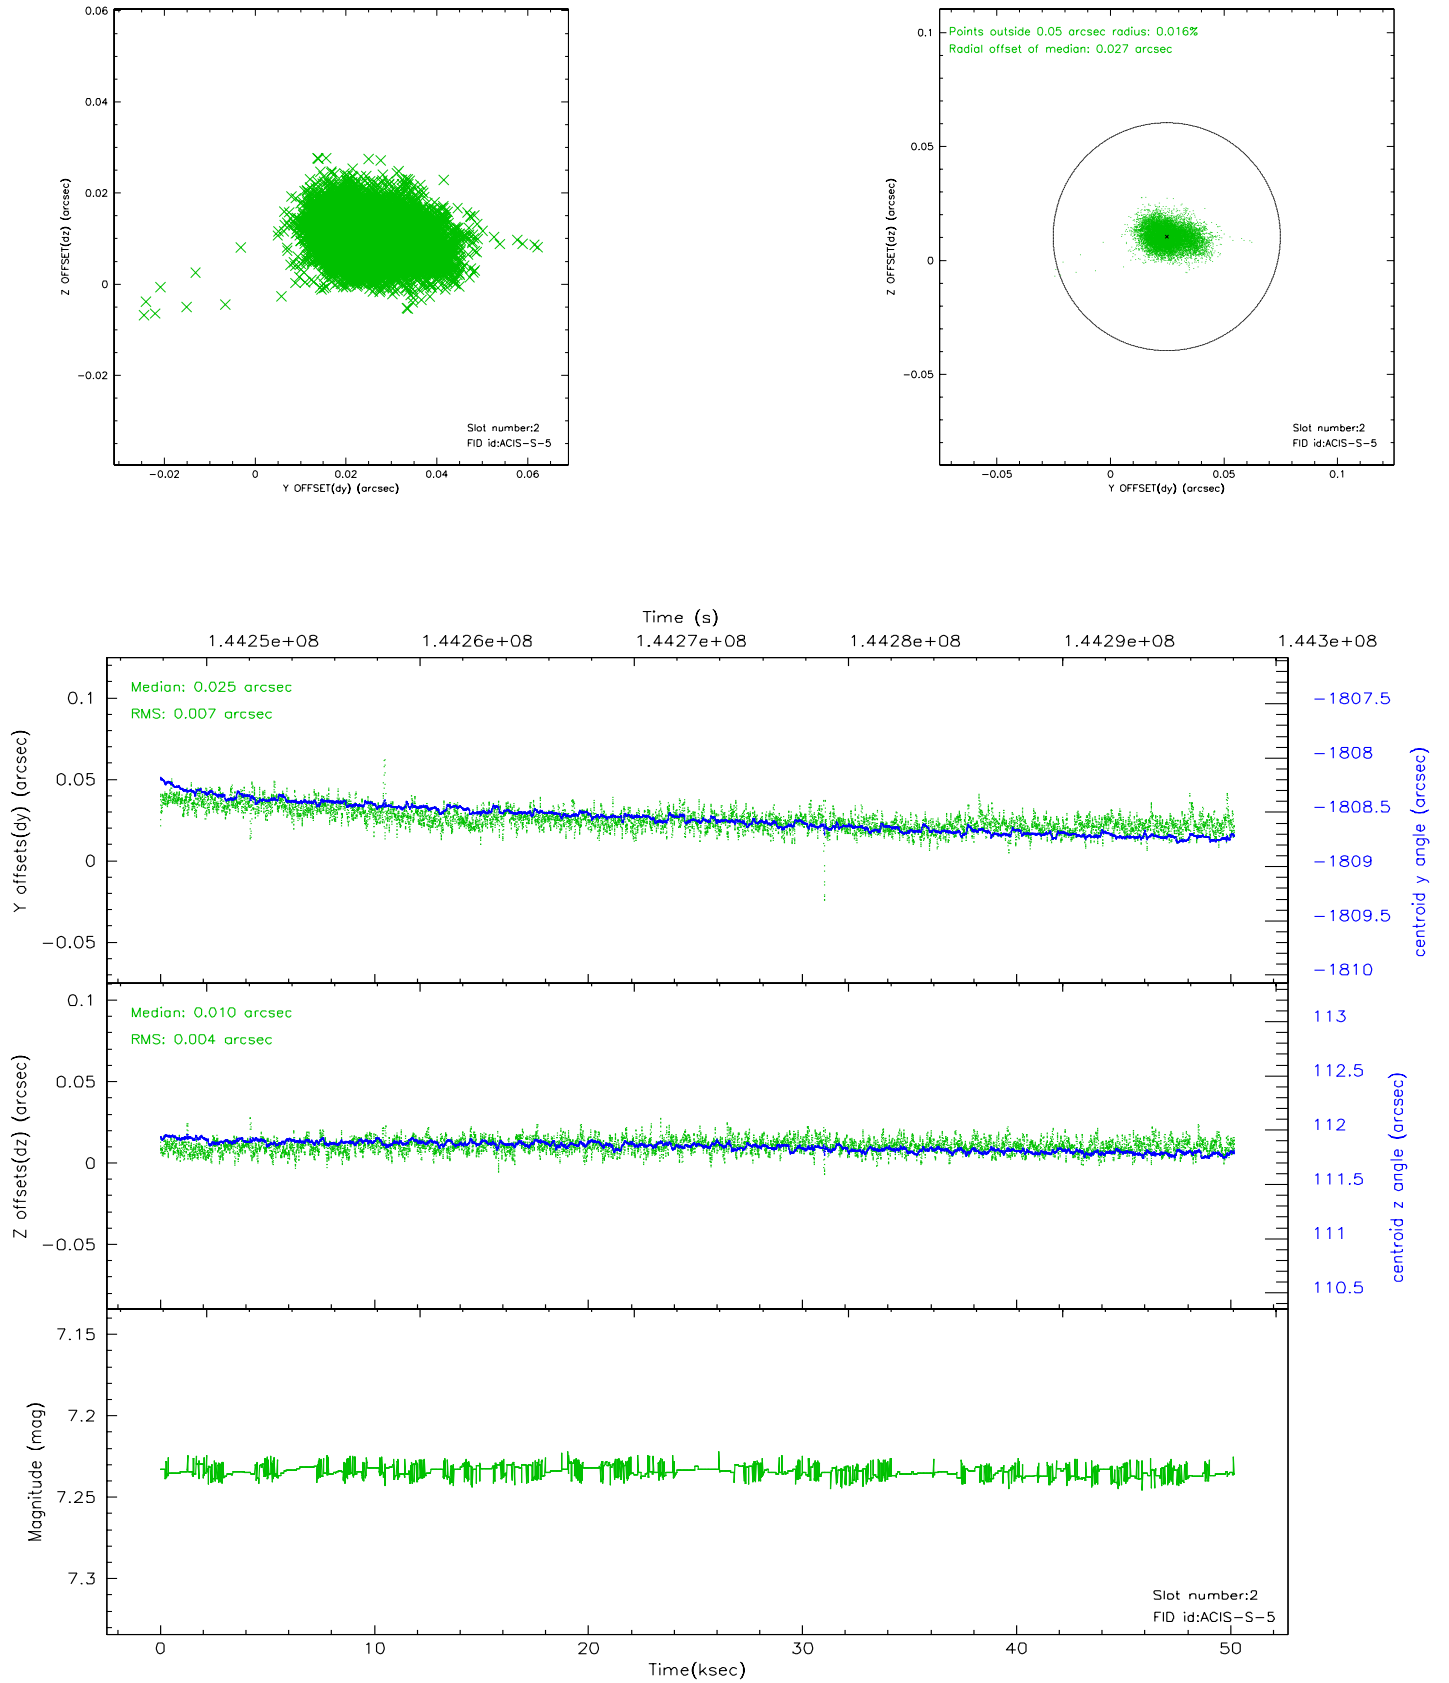 0.06
0.04
0.02
0
−0.02
Z OFFSET(dz) (arcsec)
Slot number:2
FID id:ACIS−S−5
−0.02 0 0.02 0.04 0.06
Y OFFSET(dy) (arcsec)
Points outside 0.05 arcsec radius: 0.016%
Radial offset of median: 0.027 arcsec
0.1
0.05
0
−0.05
Z OFFSET(dz) (arcsec)
Slot number:2
FID id:ACIS−S−5
−0.05 0 0.05 0.1
Y OFFSET(dy) (arcsec)
Time (s)
1.4425e+08 1.4426e+08 1.4427e+08 1.4428e+08 1.4429e+08 1.443e+08
Median: 0.025 arcsec
RMS: 0.007 arcsec
0.1
0.05
0
−0.05
Y offsets(dy) (arcsec)
−1807.5
−1808
−1808.5
−1809
−1809.5
−1810
centroid y angle (arcsec)
Median: 0.010 arcsec
RMS: 0.004 arcsec
0.1
0.05
0
−0.05
Z offsets(dz) (arcsec)
113
112.5
112
111.5
111
110.5
centroid z angle (arcsec)
7.15
7.2
7.25
7.3
Magnitude (mag)
Slot number:2
FID id:ACIS−S−5
0 10 20 30 40 50
Time(ksec)